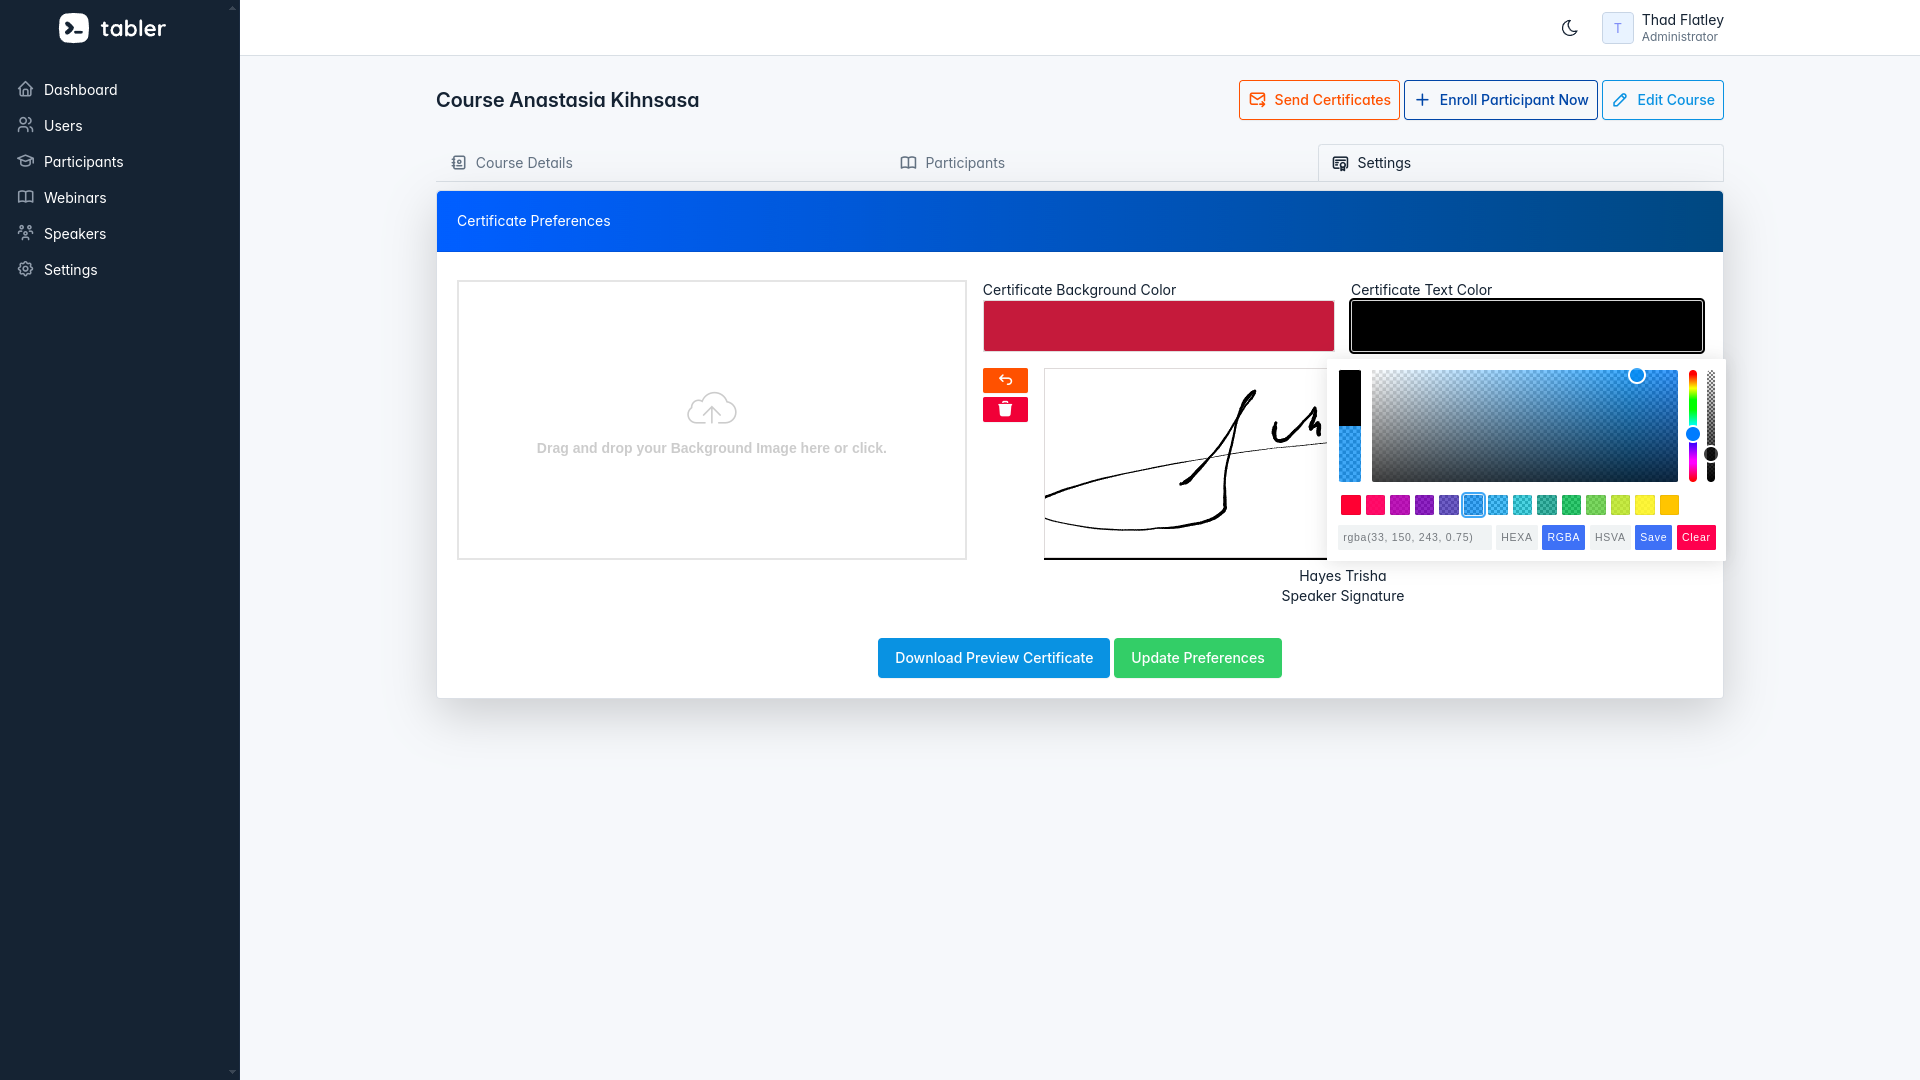 tabler
Thad Flatley
T
Administrator
Dashboard
Users
Participants
Webinars
Speakers
Settings
Course Anastasia Kihnsasa
Send Certificates
Enroll Participant Now
Edit Course
Course Details
Participants
Settings
Certificate Preferences
Certificate Background Color
Certificate Text Color
Drag and drop your Background Image here or click.
rgba(33, 150, 243, 0.75)
HEXA
RGBA
HSVA
Save
Clear
Hayes Trisha
Speaker Signature
Download Preview Certificate
Update Preferences